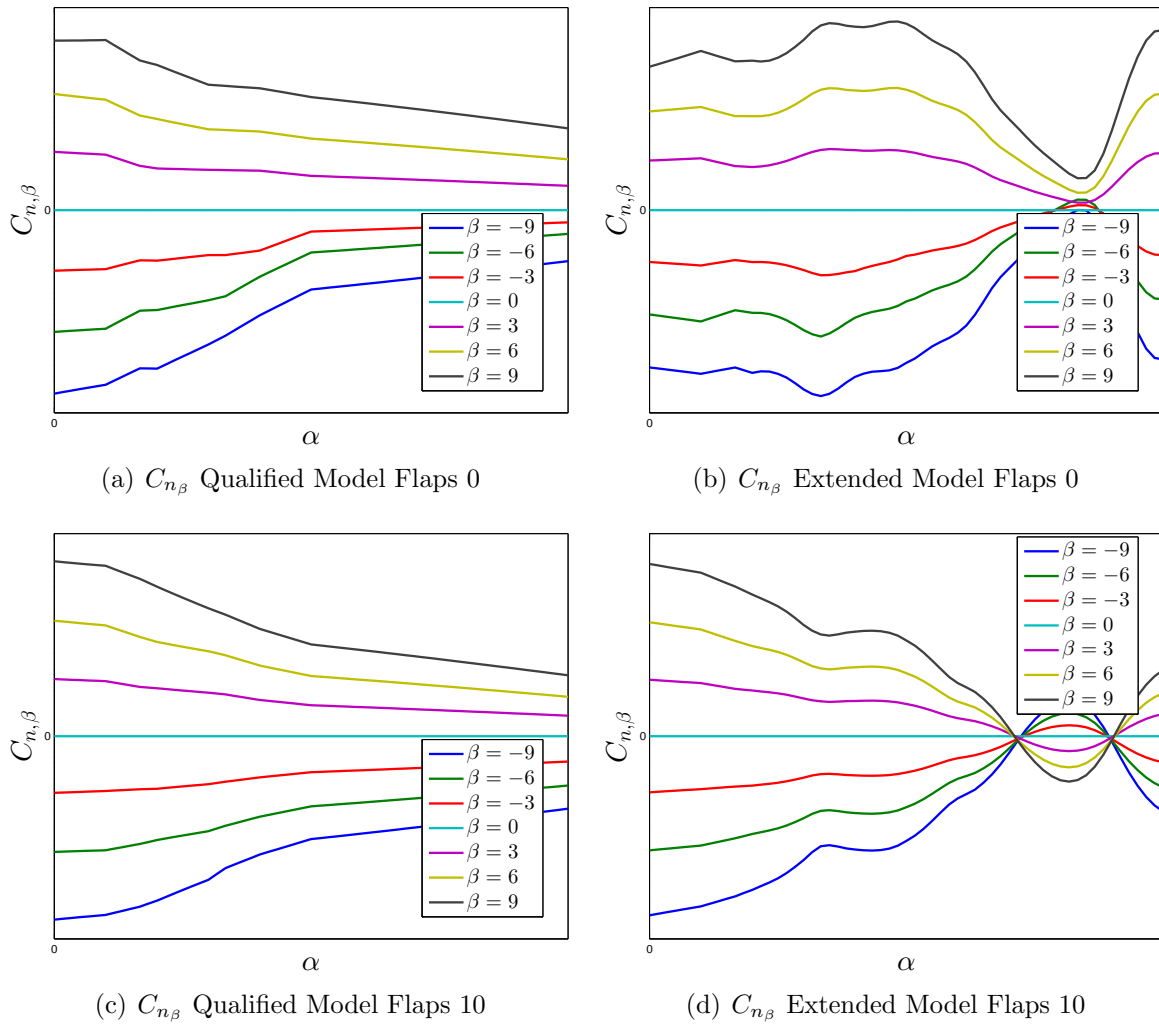 C_{n,β}
0
β = −9
β = −6
β = −3
β = 0
β = 3
β = 6
β = 9
0
α
(a) C_{n_β} Qualified Model Flaps 0
C_{n,β}
0
β = −9
β = −6
β = −3
β = 0
β = 3
β = 6
β = 9
0
α
(b) C_{n_β} Extended Model Flaps 0
C_{n,β}
0
β = −9
β = −6
β = −3
β = 0
β = 3
β = 6
β = 9
0
α
(c) C_{n_β} Qualified Model Flaps 10
β = −9
β = −6
β = −3
β = 0
β = 3
β = 6
β = 9
C_{n,β}
0
0
α
(d) C_{n_β} Extended Model Flaps 10